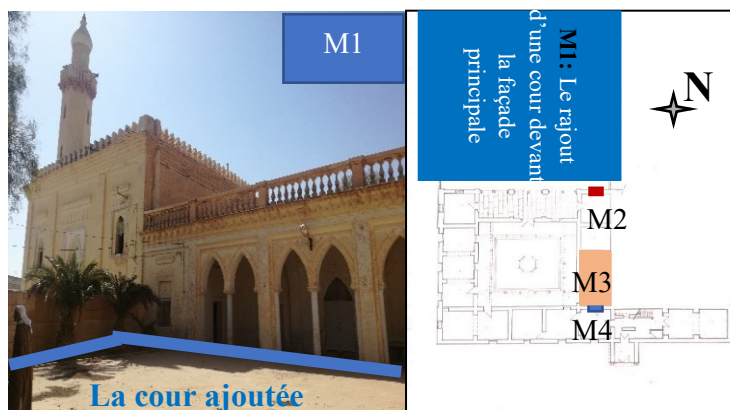 M1
La cour ajoutée
M1: Le rajout
d'une cour devant
la façade
principale
N
M2
M3
M4